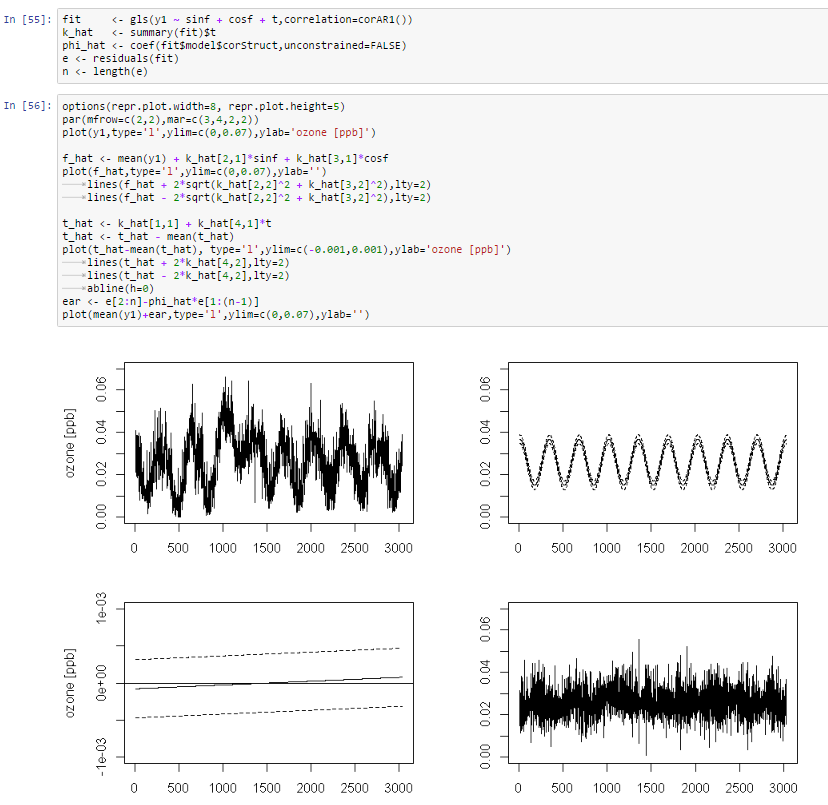 In [55]: fit     <- gls(y1 ~ sinf + cosf + t,correlation=corAR1())
k_hat   <- summary(fit)$t
phi_hat <- coef(fit$model$corStruct,unconstrained=FALSE)
e <- residuals(fit)
n <- length(e)
In [56]: options(repr.plot.width=8, repr.plot.height=5)
par(mfrow=c(2,2),mar=c(3,4,2,2))
plot(y1,type='l',ylim=c(0,0.07),ylab='ozone [ppb]')
f_hat <- mean(y1) + k_hat[2,1]*sinf + k_hat[3,1]*cosf
plot(f_hat,type='l',ylim=c(0,0.07),ylab='')
lines(f_hat + 2*sqrt(k_hat[2,2]^2 + k_hat[3,2]^2),lty=2)
lines(f_hat - 2*sqrt(k_hat[2,2]^2 + k_hat[3,2]^2),lty=2)
t_hat <- k_hat[1,1] + k_hat[4,1]*t
t_hat <- t_hat - mean(t_hat)
plot(t_hat-mean(t_hat), type='l',ylim=c(-0.001,0.001),ylab='ozone [ppb]')
lines(t_hat + 2*k_hat[4,2],lty=2)
lines(t_hat - 2*k_hat[4,2],lty=2)
abline(h=0)
ear <- e[2:n]-phi_hat*e[1:(n-1)]
plot(mean(y1)+ear,type='l',ylim=c(0,0.07),ylab='')
ozone [ppb]
0.06
0.04
0.02
0.00
0 500 1000 1500 2000 2500 3000
0.06
0.04
0.02
0.00
0 500 1000 1500 2000 2500 3000
ozone [ppb]
1e-03
0e+00
-1e-03
0 500 1000 1500 2000 2500 3000
0.06
0.04
0.02
0.00
0 500 1000 1500 2000 2500 3000